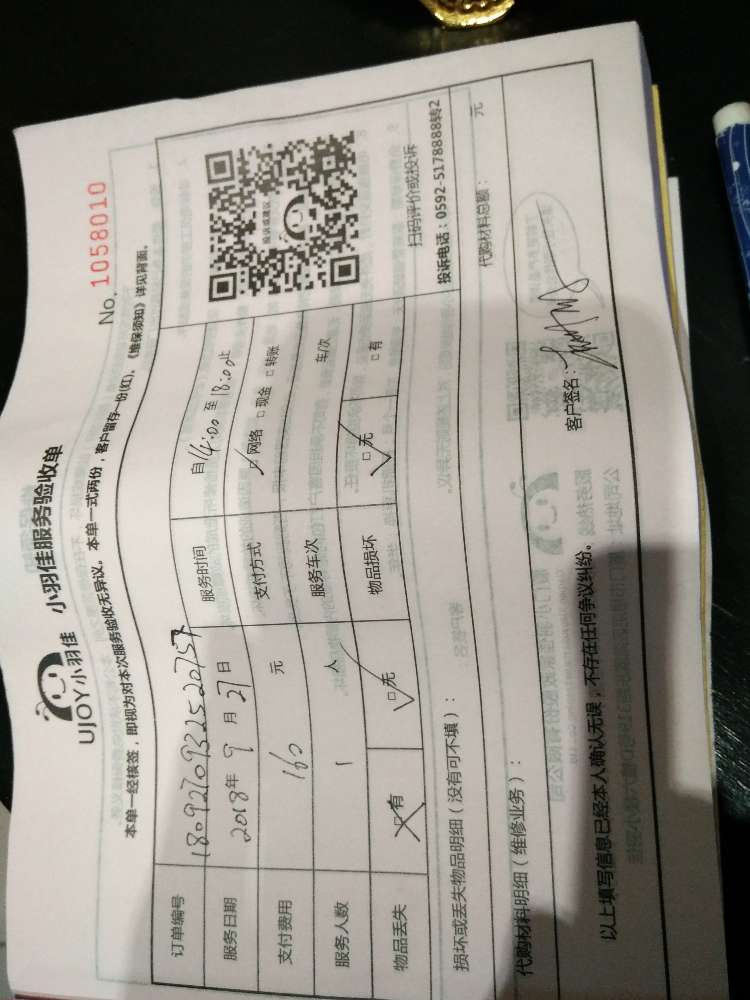 UJOY小羽佳 小羽佳服务验收单
No. 1058010
本单一经核签，即视为对本次服务验收无异议。本单一式两份，客户留存一份(红)，《维保须知》详见背面。
订单编号 180927093252075
服务时间 自14:00至18:00止
服务日期 2018年9月27日
支付方式 ☑网络 □现金 □转账
支付费用 160 元
服务车次 车/次
服务人数 1 人
物品损坏 ☑无 □有
物品丢失 ☒有 ☑无
投诉或建议
扫码评价或投诉
投诉电话：0592-5178888转2
损坏或丢失物品明细（没有可不填）：
代购材料明细（维修业务）：
代购材料总额： 元
以上填写信息已经本人确认无误，不存在任何争议纠纷。
客户签名：